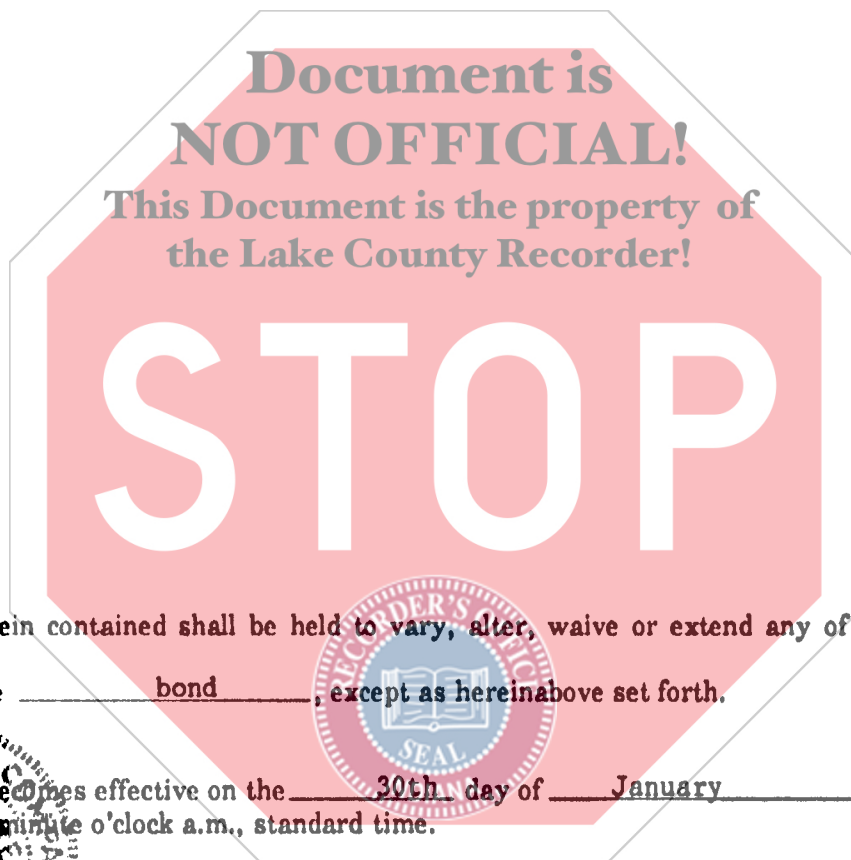 Document is
NOT OFFICIAL!
This Document is the property of
the Lake County Recorder!
STOP
ein contained shall be held to vary, alter, waive or extend any of
bond, except as hereinabove set forth.
RECORDER'S OFFICE
SEAL
ecomes effective on the 30th day of January
minute o'clock a.m., standard time.